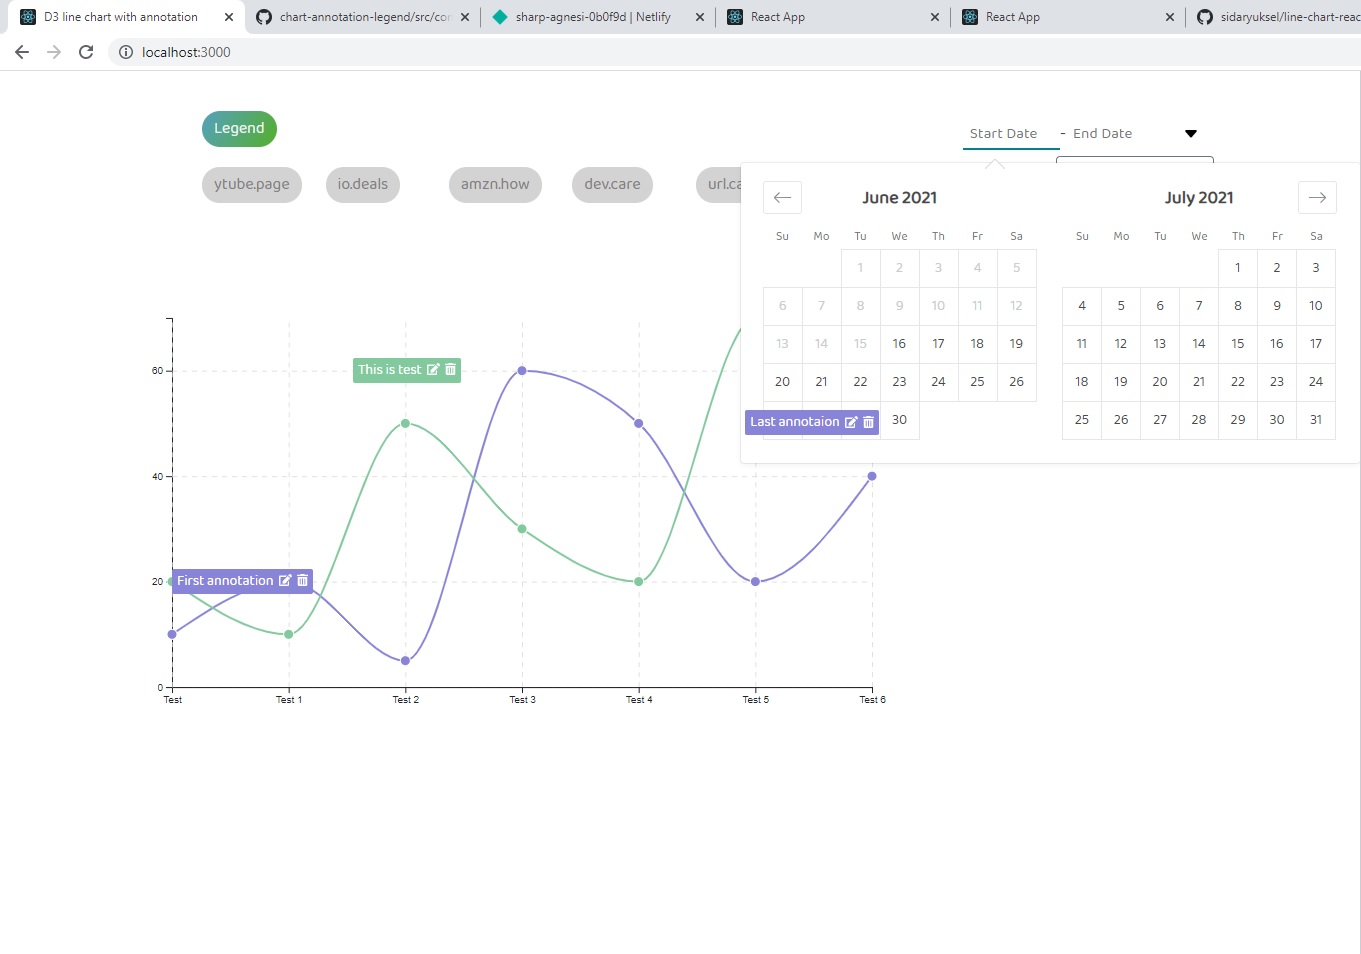 D3 line chart with annotation
chart-annotation-legend/src/con
sharp-agnesi-0b0f9d | Netlify
React App
React App
sidaryuksel/line-chart-reac
localhost:3000
Legend
Start Date - End Date
ytube.page io.deals amzn.how dev.care url.ca
June 2021
Su Mo Tu We Th Fr Sa
1 2 3 4 5
6 7 8 9 10 11 12
13 14 15 16 17 18 19
20 21 22 23 24 25 26
30
July 2021
Su Mo Tu We Th Fr Sa
1 2 3
4 5 6 7 8 9 10
11 12 13 14 15 16 17
18 19 20 21 22 23 24
25 26 27 28 29 30 31
60
This is test
Last annotaion
40
20
First annotation
0
Test Test 1 Test 2 Test 3 Test 4 Test 5 Test 6